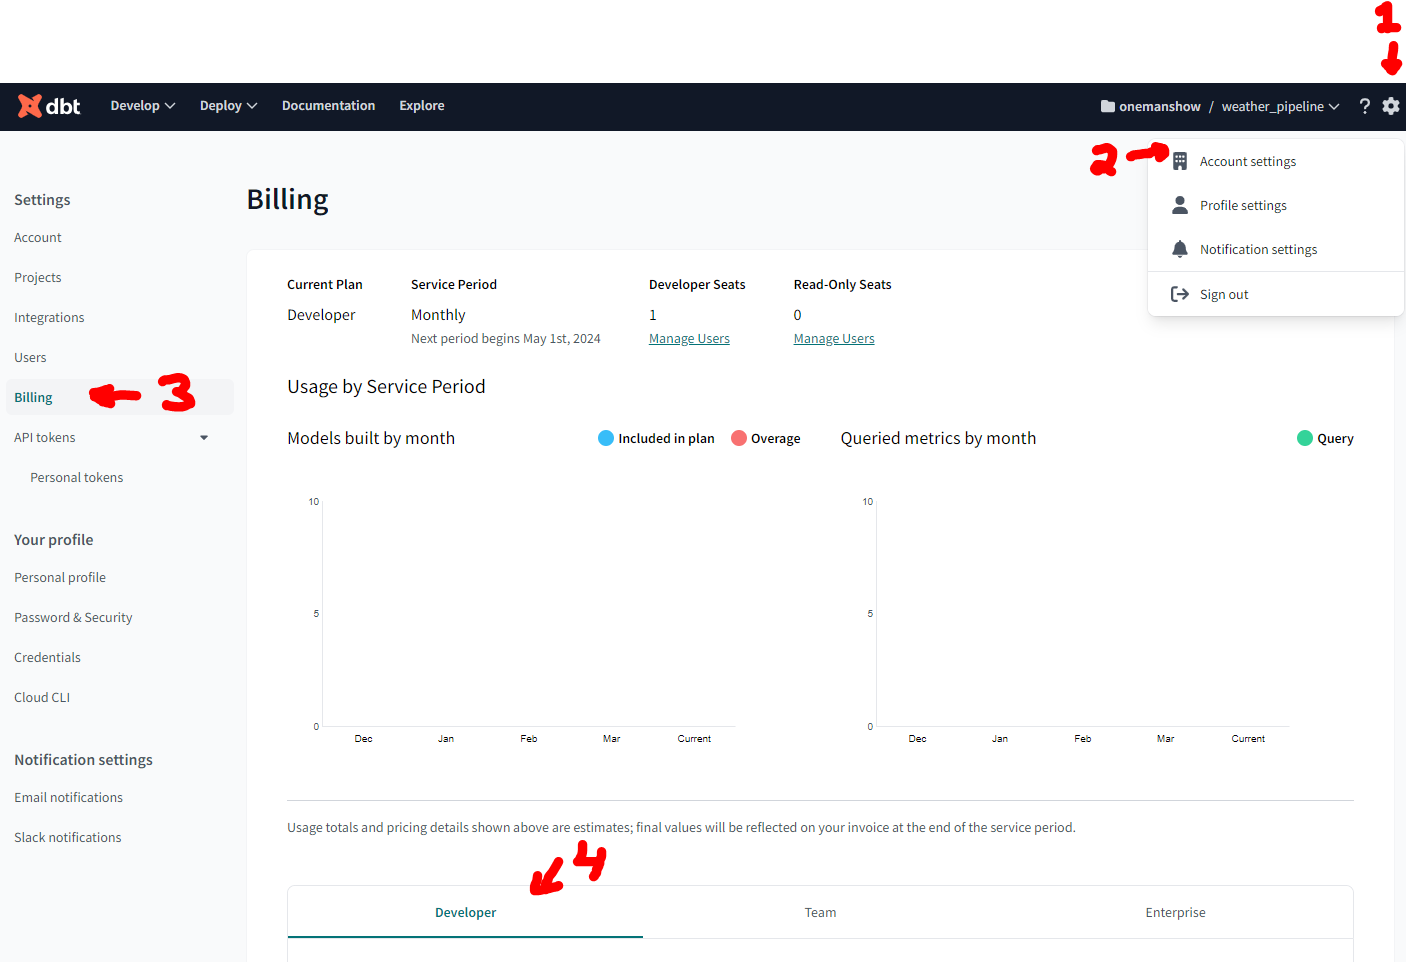 1
dbt Develop Deploy Documentation Explore onemanshow / weather_pipeline ?
2
Account settings
Profile settings
Notification settings
Sign out
Settings
Account
Projects
Integrations
Users
Billing
3
API tokens
Personal tokens
Your profile
Personal profile
Password & Security
Credentials
Cloud CLI
Notification settings
Email notifications
Slack notifications
Billing
Current Plan Service Period Developer Seats Read-Only Seats
Developer Monthly 1 0
Next period begins May 1st, 2024 Manage Users Manage Users
Usage by Service Period
Models built by month Included in plan Overage
10
5
0
Dec Jan Feb Mar Current
Queried metrics by month Query
10
5
0
Dec Jan Feb Mar Current
Usage totals and pricing details shown above are estimates; final values will be reflected on your invoice at the end of the service period.
4
Developer Team Enterprise